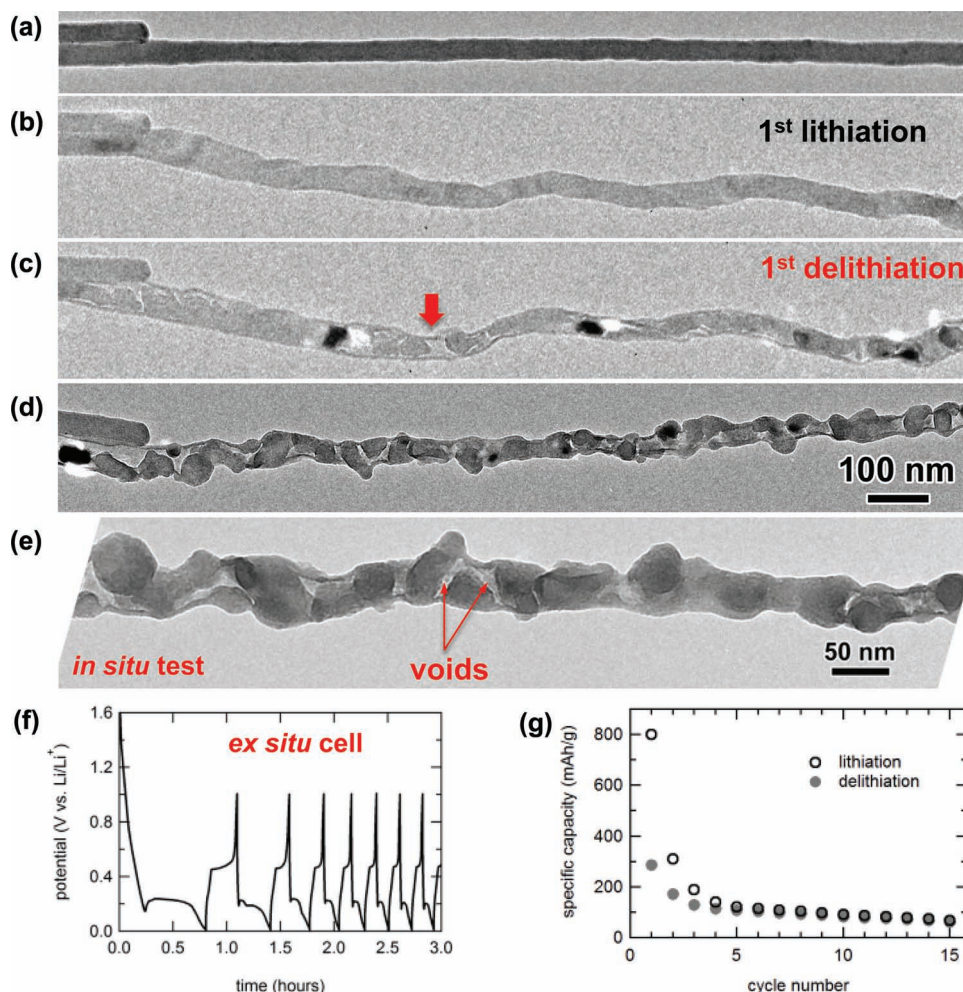 (a)
(b)
1st lithiation
(c)
1st delithiation
(d)
100 nm
(e)
in situ test
voids
50 nm
(f)
ex situ cell
1.6
1.2
0.8
0.4
0.0
potential (V vs. Li/Li+)
0.0 0.5 1.0 1.5 2.0 2.5 3.0
time (hours)
(g)
lithiation
delithiation
800
600
400
200
0
specific capacity (mAh/g)
0 5 10 15
cycle number